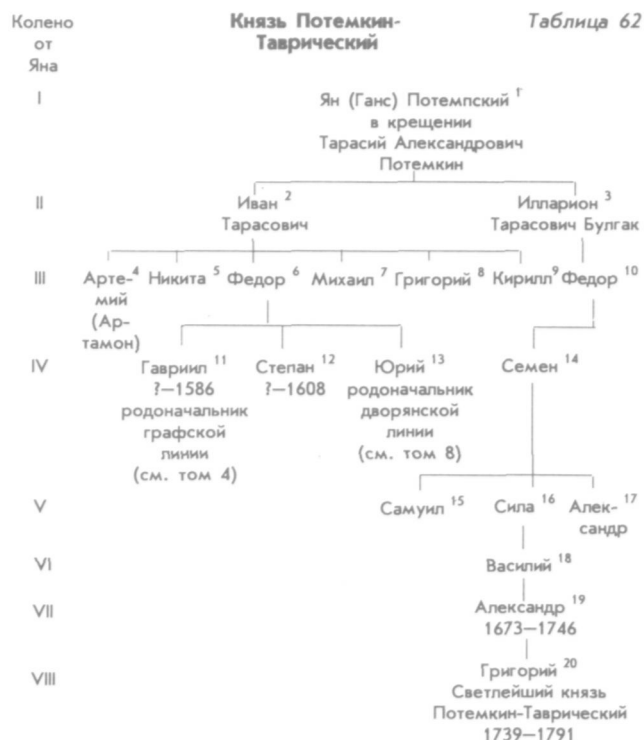 Колено от Яна
Князь Потемкин-Таврический
Таблица 62
I
Ян (Ганс) Потемпский 1
в крещении
Тарасий Александрович
Потемкин
II
Иван 2
Тарасович
Илларион 3
Тарасович Булгак
III
Арте-
мий 4
(Ар-
тамон)
Никита 5
Федор 6
Михаил 7
Григорий 8
Кирилл 9
Федор 10
IV
Гавриил 11
?—1586
родоначальник
графской
линии
(см. том 4)
Степан 12
?—1608
Юрий 13
родоначальник
дворянской
линии
(см. том 8)
Семен 14
V
Самуил 15
Сила 16
Алек- 17
сандр
VI
Василий 18
VII
Александр 19
1673—1746
VIII
Григорий 20
Светлейший князь
Потемкин-Таврический
1739—1791